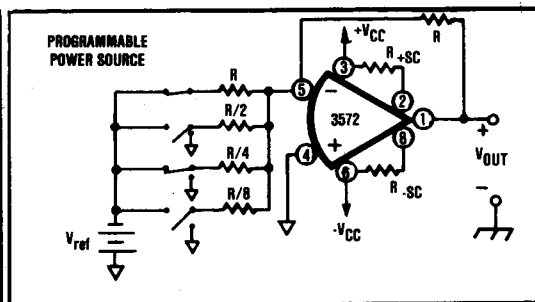 PROGRAMMABLE
POWER SOURCE
R
+VCC
R +SC
R
R/2
R/4
R/8
5
3
2
1
4
6
8
−
+
3572
+
VOUT
−
R -SC
-VCC
Vref